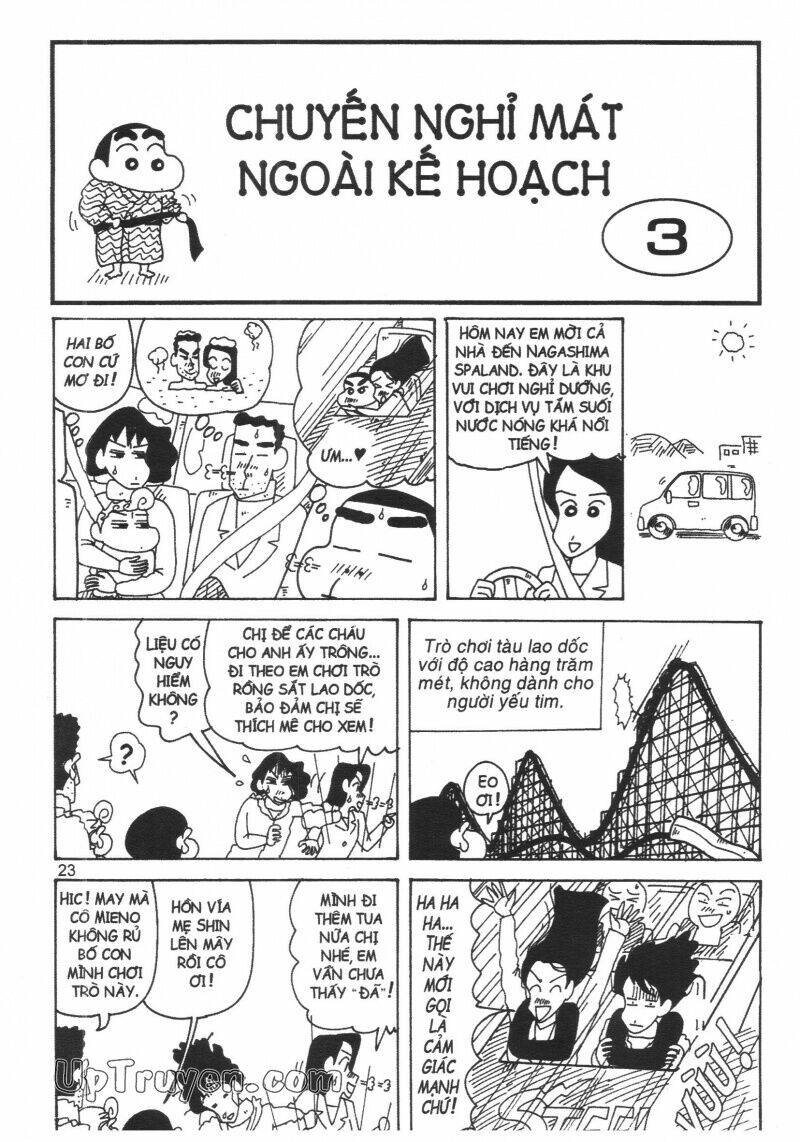 CHUYẾN NGHỈ MÁT
NGOÀI KẾ HOẠCH
3
HAI BỐ
CON CỨ
MƠ ĐI!
ƯM...♥
HÔM NAY EM MỜI CẢ
NHÀ ĐẾN NAGASHIMA
SPALAND. ĐÂY LÀ KHU
VUI CHƠI NGHỈ DƯỠNG,
VỚI DỊCH VỤ TẮM SUỐI
NƯỚC NÓNG KHÁ NỔI
TIẾNG!
LIỆU CÓ
NGUY
HIỂM
KHÔNG
?
CHỊ ĐỂ CÁC CHÁU
CHO ANH ẤY TRÔNG...
ĐI THEO EM CHƠI TRÒ
RỒNG SẮT LAO DỐC,
BẢO ĐẢM CHỊ SẼ
THÍCH MÊ CHO XEM!
?
Trò chơi tàu lao dốc
với độ cao hàng trăm
mét, không dành cho
người yếu tim.
EO
ƠI!
23
HIC! MAY MÀ
CÔ MIENO
KHÔNG RỦ
BỐ CON
MÌNH CHƠI
TRÒ NÀY.
HỒN VÍA
MẸ SHIN
LÊN MÂY
RỒI CÔ
ƠI!
MÌNH ĐI
THÊM TUA
NỮA CHỊ
NHÉ, EM
VẪN CHƯA
THẤY "ĐÃ"!
HA HA
HA... THẾ
NÀY
MỚI
GỌI
LÀ
CẢM
GIÁC
MẠNH
CHỨ!
UpTruyen.com